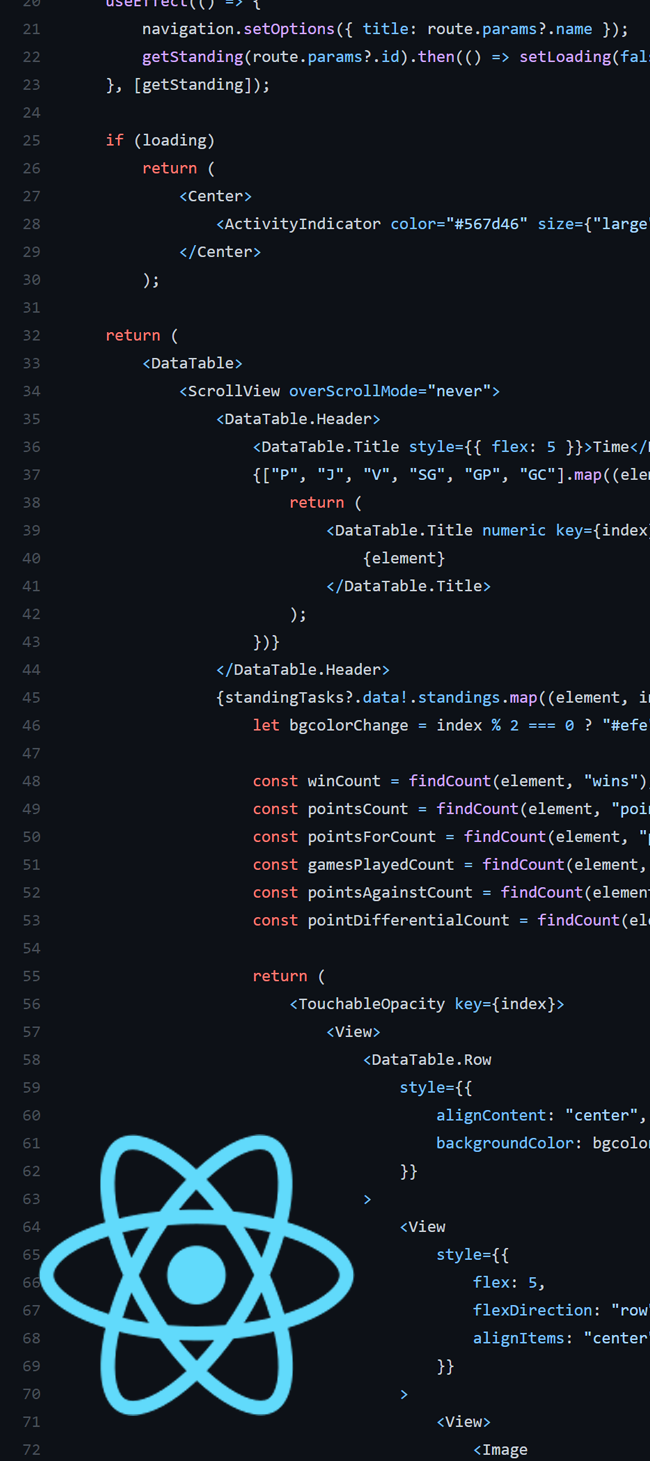 20 useEffect(() => {
21 navigation.setOptions({ title: route.params?.name });
22 getStanding(route.params?.id).then(() => setLoading(fal
23 }, [getStanding]);
24
25 if (loading)
26 return (
27 <Center>
28 <ActivityIndicator color="#567d46" size={"large"
29 </Center>
30 );
31
32 return (
33 <DataTable>
34 <ScrollView overScrollMode="never">
35 <DataTable.Header>
36 <DataTable.Title style={{ flex: 5 }}>Time</
37 {["P", "J", "V", "SG", "GP", "GC"].map((elem
38 return (
39 <DataTable.Title numeric key={index}
40 {element}
41 </DataTable.Title>
42 );
43 })}
44 </DataTable.Header>
45 {standingTasks?.data!.standings.map((element, in
46 let bgcolorChange = index % 2 === 0 ? "#efe
47
48 const winCount = findCount(element, "wins")
49 const pointsCount = findCount(element, "poi
50 const pointsForCount = findCount(element, "p
51 const gamesPlayedCount = findCount(element,
52 const pointsAgainstCount = findCount(element
53 const pointDifferentialCount = findCount(ele
54
55 return (
56 <TouchableOpacity key={index}>
57 <View>
58 <DataTable.Row
59 style={{
60 alignContent: "center",
61 backgroundColor: bgcolor
62 }}
63 >
64 <View
65 style={{
66 flex: 5,
67 flexDirection: "row"
68 alignItems: "center"
69 }}
70 >
71 <View>
72 <Image